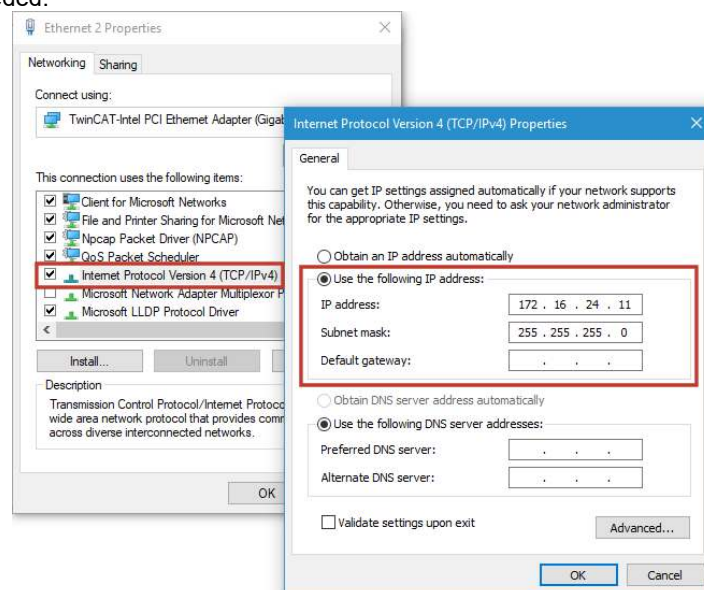 Ethernet 2 Properties
Networking Sharing
Connect using:
TwinCAT-Intel PCI Ethernet Adapter
This connection uses the following items:
Client for Microsoft Networks
File and Printer Sharing for Microsoft
Npcap Packet Driver (NPCAP)
QoS Packet Scheduler
Internet Protocol Version 4 (TCP/IPv4)
Microsoft Network Adapter Multiplexor
Microsoft LLDP Protocol Driver
Install... Uninstall
Description
Transmission Control Protocol/Internet
wide area network protocol that provides
across diverse interconnected networks.
OK
Internet Protocol Version 4 (TCP/IPv4) Properties
General
You can get IP settings assigned automatically if your network supports
this capability. Otherwise, you need to ask your network administrator
for the appropriate IP settings.
Obtain an IP address automatically
Use the following IP address:
IP address: 172 . 16 . 24 . 11
Subnet mask: 255 . 255 . 255 . 0
Default gateway: . . .
Obtain DNS server address automatically
Use the following DNS server addresses:
Preferred DNS server: . . .
Alternate DNS server: . . .
Validate settings upon exit
Advanced...
OK Cancel